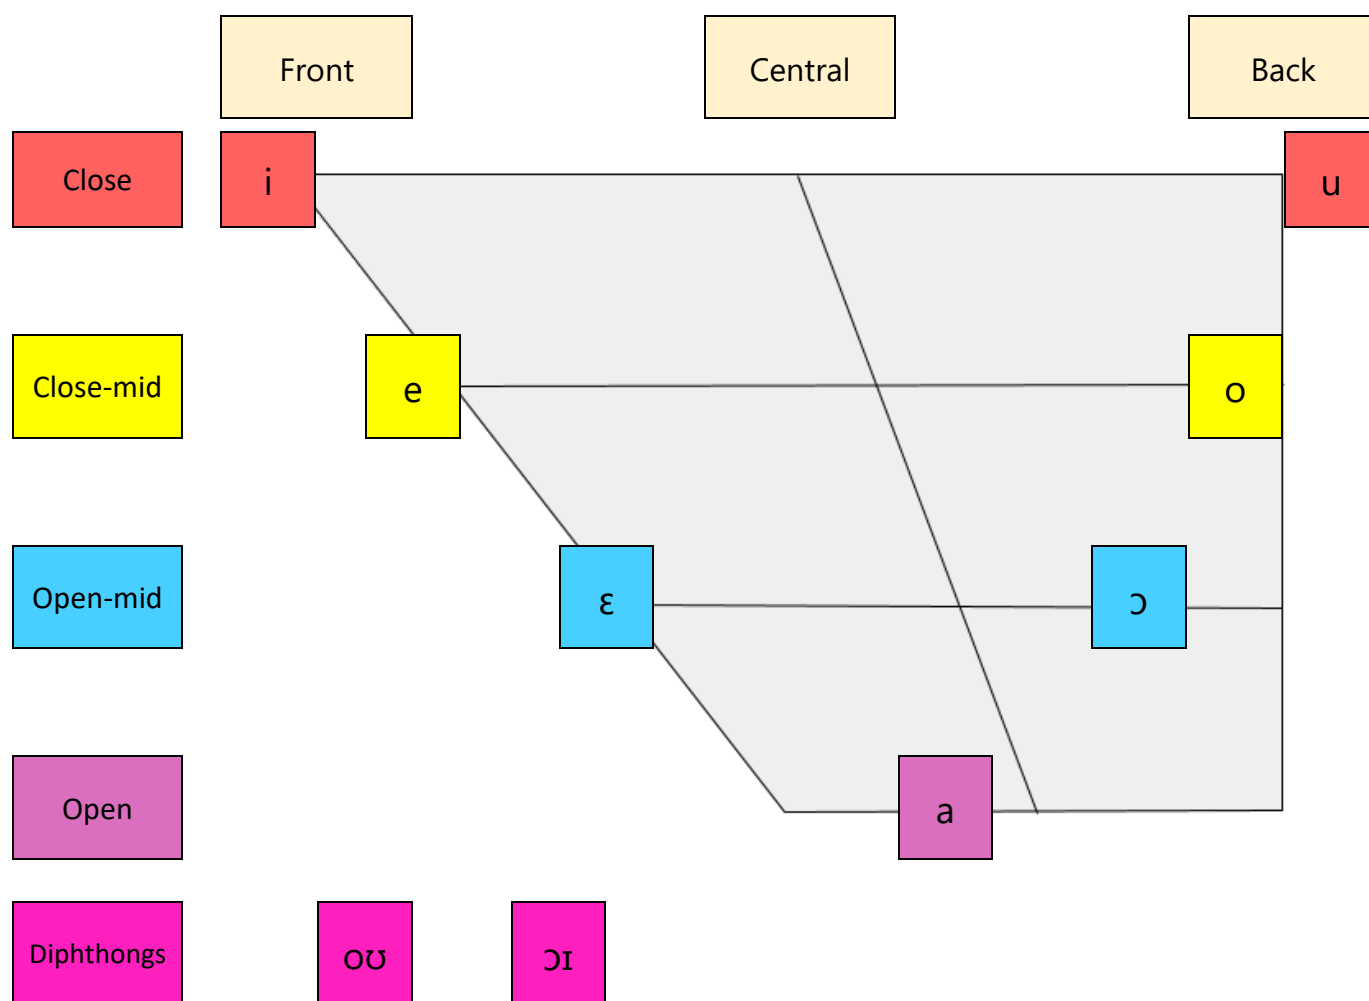 Front Central Back
Close i u
Close-mid e o
Open-mid ɛ ɔ
Open a
Diphthongs oʊ ɔɪ